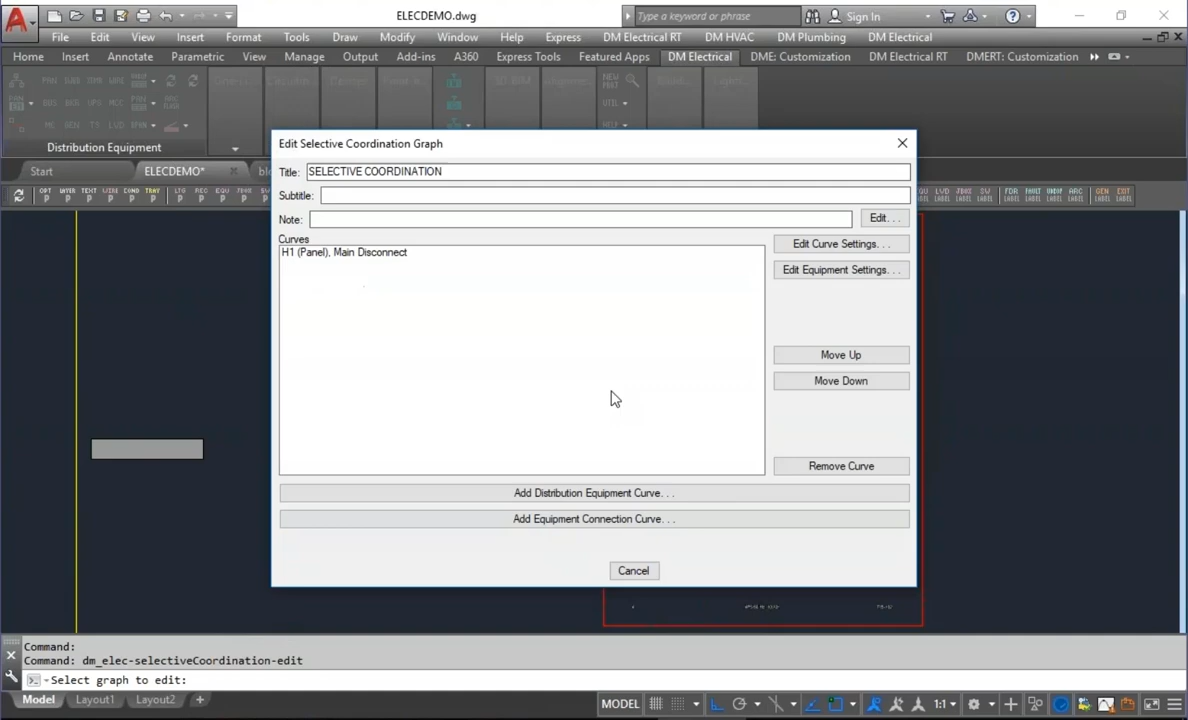 ELECDEMO.dwg
Type a keyword or phrase
Sign In
File Edit View Insert Format Tools Draw Modify Window Help Express DM Electrical RT DM HVAC DM Plumbing DM Electrical
Home Insert Annotate Parametric View Manage Output Add-ins A360 Express Tools Featured Apps DM Electrical DME: Customization DM Electrical RT DMERT: Customization
Distribution Equipment
Start ELECDEMO*
Edit Selective Coordination Graph
Title: SELECTIVE COORDINATION
Subtitle:
Note: Edit. . .
Curves
H1 (Panel), Main Disconnect
Edit Curve Settings. . .
Edit Equipment Settings. . .
Move Up
Move Down
Remove Curve
Add Distribution Equipment Curve. . .
Add Equipment Connection Curve. . .
Cancel
Command:
Command: dm_elec-selectiveCoordination-edit
Select graph to edit:
Model Layout1 Layout2 +
MODEL 1:1